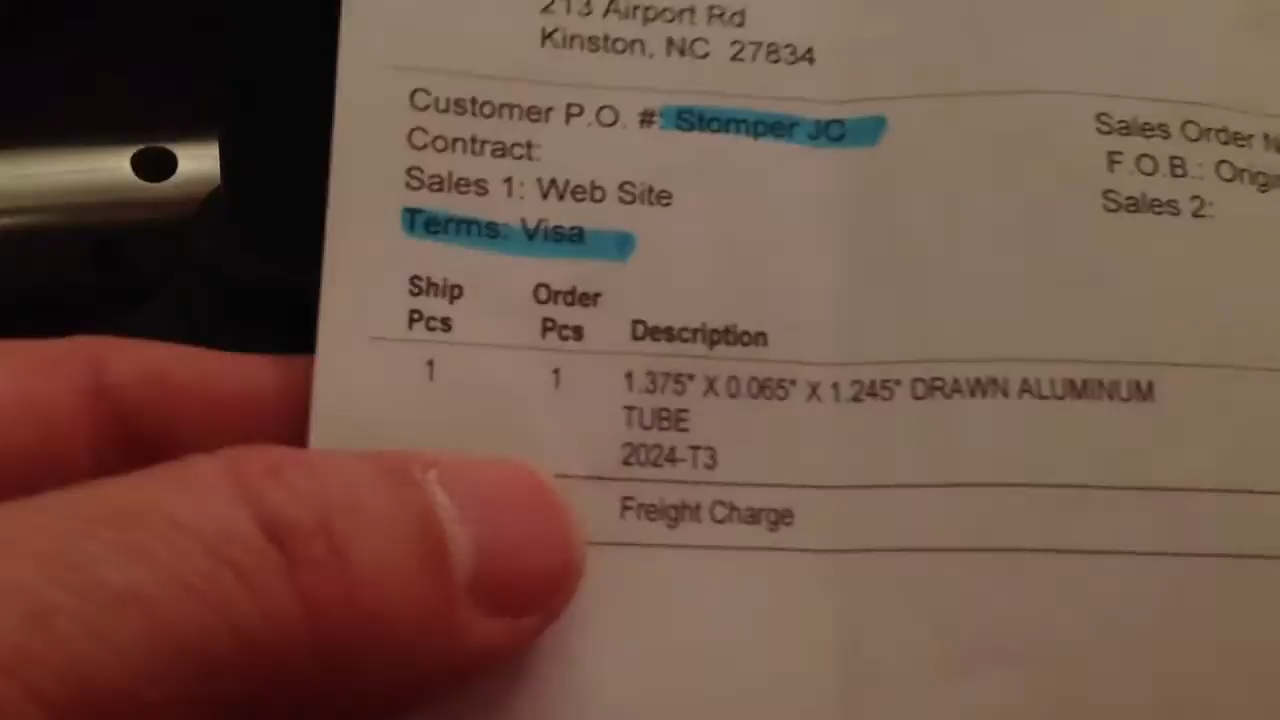 213 Airport Rd
Kinston, NC 27834
Customer P.O. #: Stomper JC
Contract:
Sales 1: Web Site
Terms: Visa
Sales Order
F.O.B.: Origi
Sales 2:
Ship Pcs
Order Pcs
Description
1
1
1.375" X 0.065" X 1.245" DRAWN ALUMINUM
TUBE
2024-T3
Freight Charge